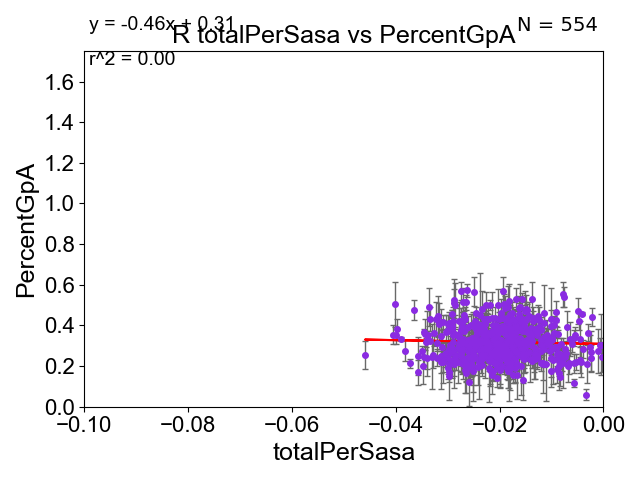 y = -0.46x + 0.31
R totalPerSasa vs PercentGpA
N = 554
r^2 = 0.00
PercentGpA
1.6
1.4
1.2
1.0
0.8
0.6
0.4
0.2
0.0
−0.10
−0.08
−0.06
−0.04
−0.02
0.00
totalPerSasa